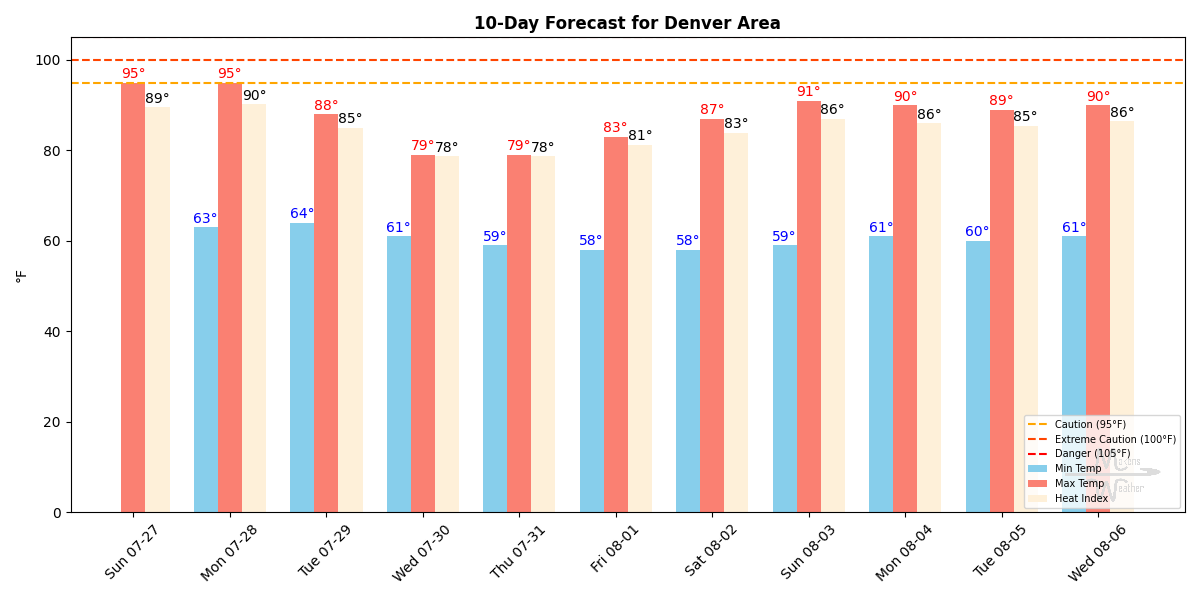 10-Day Forecast for Denver Area
°F
100
80
60
40
20
0
95° 89°
63° 95° 90°
64° 88° 85°
61° 79° 78°
59° 79° 78°
58° 83° 81°
58° 87° 83°
59° 91° 86°
61° 90° 86°
60° 89° 85°
61° 90° 86°
Sun 07-27
Mon 07-28
Tue 07-29
Wed 07-30
Thu 07-31
Fri 08-01
Sat 08-02
Sun 08-03
Mon 08-04
Tue 08-05
Wed 08-06
Caution (95°F)
Extreme Caution (100°F)
Danger (105°F)
Min Temp
Max Temp
Heat Index